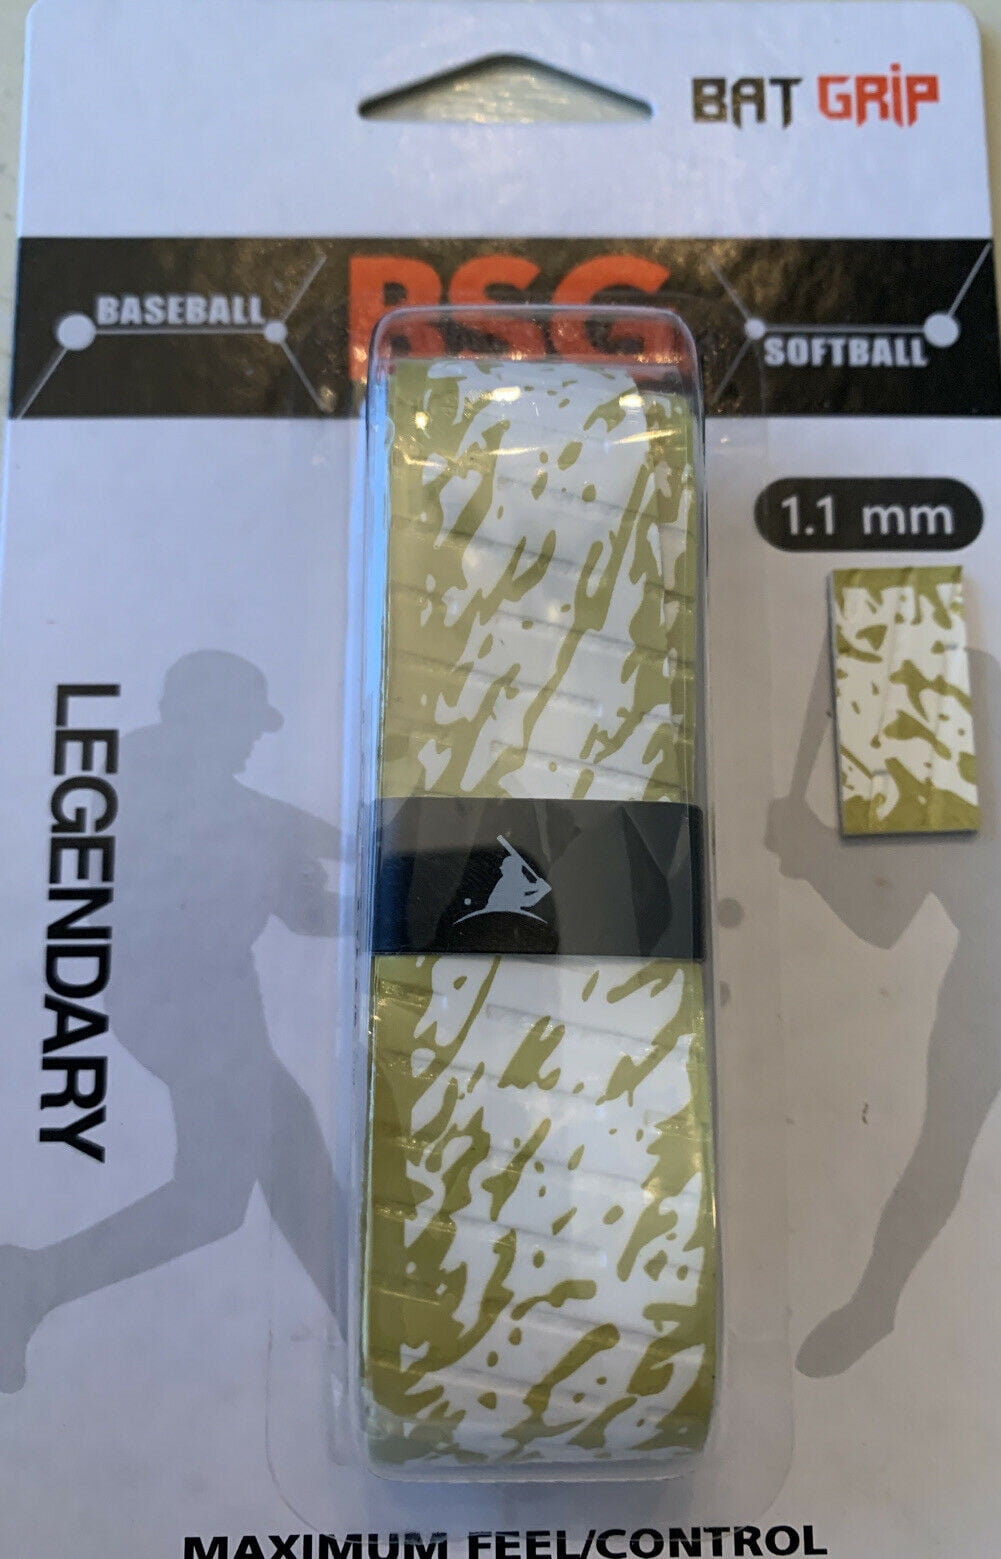 BAT GRIP
BSG
BASEBALL
SOFTBALL
1.1 mm
LEGENDARY
MAXIMUM FEEL/CONTROL